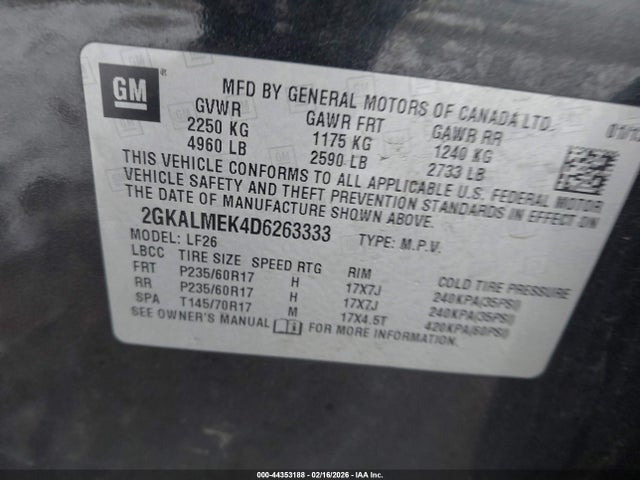 GM ®
MFD BY GENERAL MOTORS OF CANADA LTD.
GVWR GAWR FRT GAWR RR
2250 KG 1175 KG 1240 KG
4960 LB 2590 LB 2733 LB
THIS VEHICLE CONFORMS TO ALL APPLICABLE U.S. FEDERAL MOTOR
VEHICLE SAFETY AND THEFT PREVENTION STANDARDS IN EFFECT ON
THE DATE OF MANUFACTURE SHOWN ABOVE.
2GKALMEK4D6263333 TYPE: M.P.V.
MODEL: LF26
LBCC TIRE SIZE SPEED RTG RIM COLD TIRE PRESSURE
FRT P235/60R17 H 17X7J 240KPA(35PSI)
RR P235/60R17 H 17X7J 240KPA(35PSI)
SPA T145/70R17 M 17X4.5T 420KPA(60PSI)
SEE OWNER'S MANUAL FOR MORE INFORMATION.
000-44353188 - 02/16/2026 - IAA Inc.